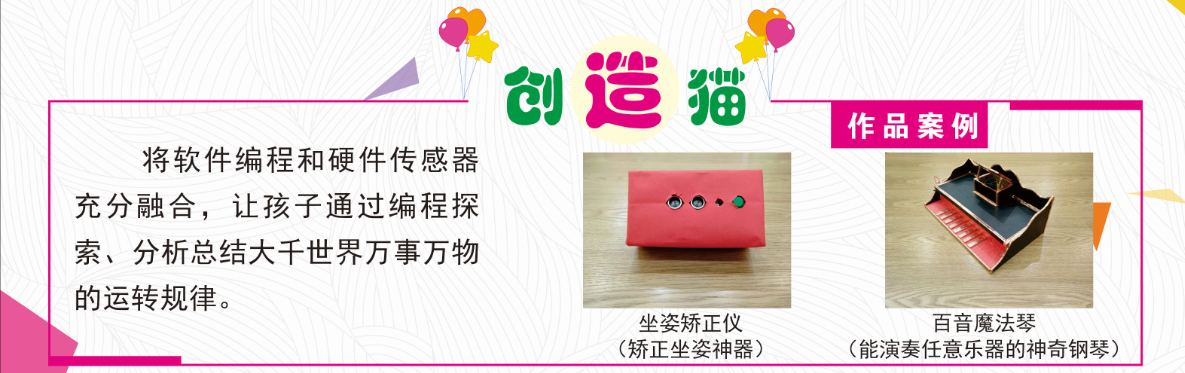 创造猫
作品案例
将软件编程和硬件传感器
充分融合，让孩子通过编程探
索、分析总结大千世界万事万物
的运转规律。
坐姿矫正仪
（矫正坐姿神器）
百音魔法琴
（能演奏任意乐器的神奇钢琴）